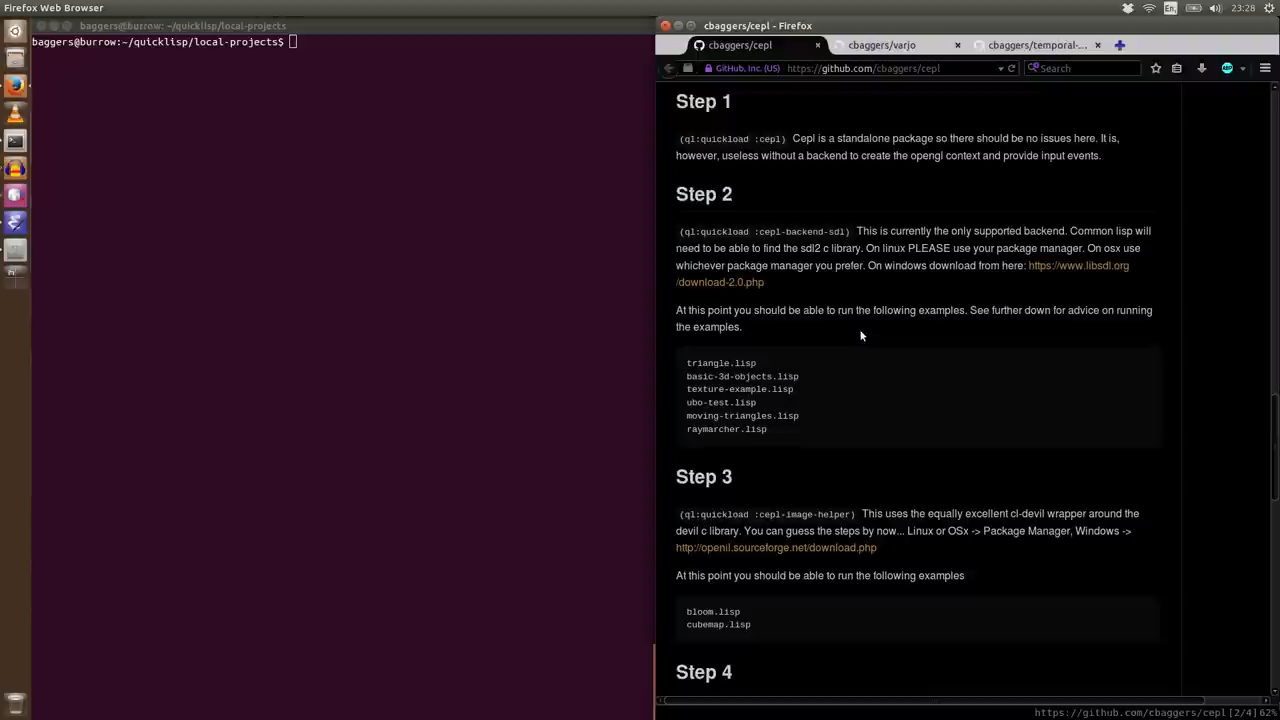 Firefox Web Browser
En
23:28
baggers@burrow: ~/quicklisp/local-projects
baggers@burrow:~/quicklisp/local-projects$
cbaggers/cepl - Firefox
cbaggers/cepl
cbaggers/varjo
cbaggers/temporal-...
GitHub, Inc. (US)
https://github.com/cbaggers/cepl
Search
ABP
Step 1
(ql:quickload :cepl) Cepl is a standalone package so there should be no issues here. It is,
however, useless without a backend to create the opengl context and provide input events.
Step 2
(ql:quickload :cepl-backend-sdl) This is currently the only supported backend. Common lisp will
need to be able to find the sdl2 c library. On linux PLEASE use your package manager. On osx use
whichever package manager you prefer. On windows download from here: https://www.libsdl.org
/download-2.0.php
At this point you should be able to run the following examples. See further down for advice on running
the examples.
triangle.lisp
basic-3d-objects.lisp
texture-example.lisp
ubo-test.lisp
moving-triangles.lisp
raymarcher.lisp
Step 3
(ql:quickload :cepl-image-helper) This uses the equally excellent cl-devil wrapper around the
devil c library. You can guess the steps by now... Linux or OSx -> Package Manager, Windows ->
http://openil.sourceforge.net/download.php
At this point you should be able to run the following examples
bloom.lisp
cubemap.lisp
Step 4
https://github.com/cbaggers/cepl[2/4]62%